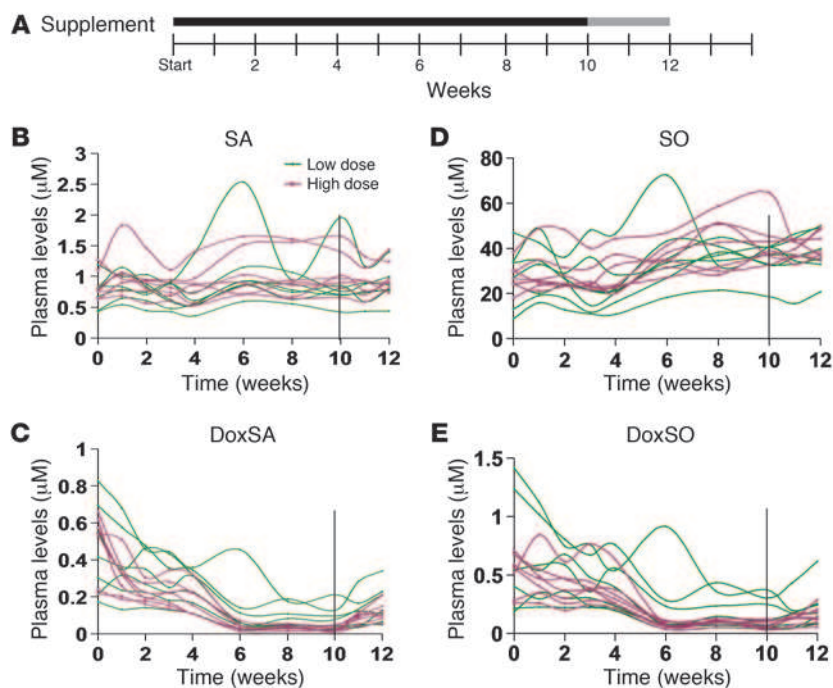 A Supplement
Start 2 4 6 8 10 12
Weeks
B SA
Plasma levels (μM)
3
2.5
2
1.5
1
0.5
0
Low dose
High dose
0 2 4 6 8 10 12
Time (weeks)
D SO
Plasma levels (μM)
80
60
40
20
0
0 2 4 6 8 10 12
Time (weeks)
C DoxSA
Plasma levels (μM)
1
0.8
0.6
0.4
0.2
0
0 2 4 6 8 10 12
Time (weeks)
E DoxSO
Plasma levels (μM)
1.5
1
0.5
0
0 2 4 6 8 10 12
Time (weeks)